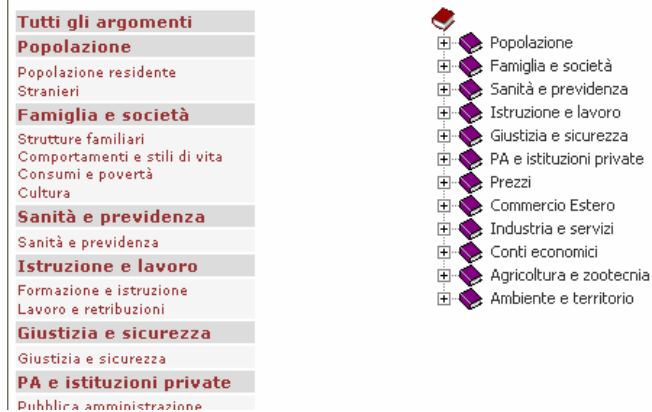 Tutti gli argomenti
Popolazione
Popolazione residente
Stranieri
Famiglia e società
Strutture familiari
Comportamenti e stili di vita
Consumi e povertà
Cultura
Sanità e previdenza
Sanità e previdenza
Istruzione e lavoro
Formazione e istruzione
Lavoro e retribuzioni
Giustizia e sicurezza
Giustizia e sicurezza
PA e istituzioni private
Pubblica amministrazione
Popolazione
Famiglia e società
Sanità e previdenza
Istruzione e lavoro
Giustizia e sicurezza
PA e istituzioni private
Prezzi
Commercio Estero
Industria e servizi
Conti economici
Agricoltura e zootecnia
Ambiente e territorio